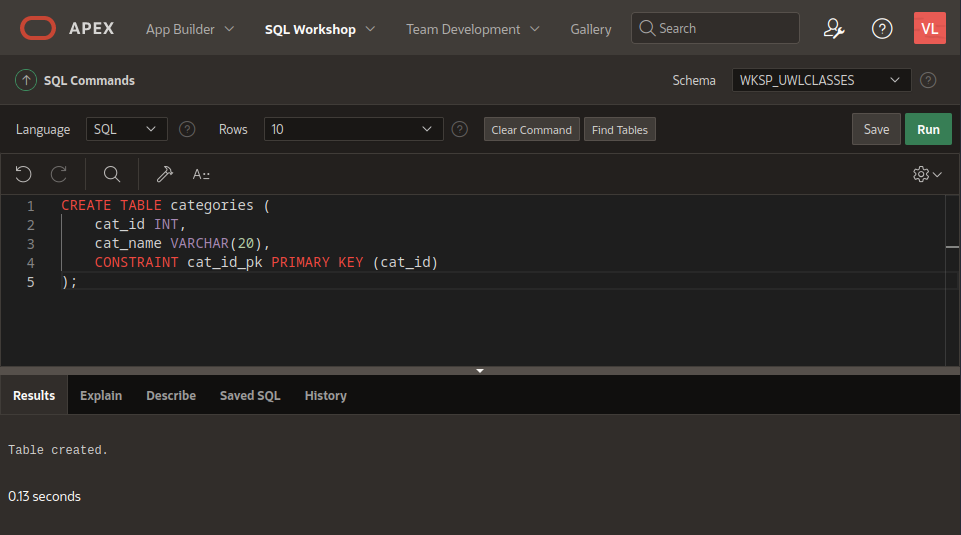 APEX App Builder SQL Workshop Team Development Gallery Search VL
SQL Commands Schema WKSP_UWLCLASSES
Language SQL Rows 10 Clear Command Find Tables Save Run
A::
1 CREATE TABLE categories (
2 cat_id INT,
3 cat_name VARCHAR(20),
4 CONSTRAINT cat_id_pk PRIMARY KEY (cat_id)
5 );
Results Explain Describe Saved SQL History
Table created.
0.13 seconds